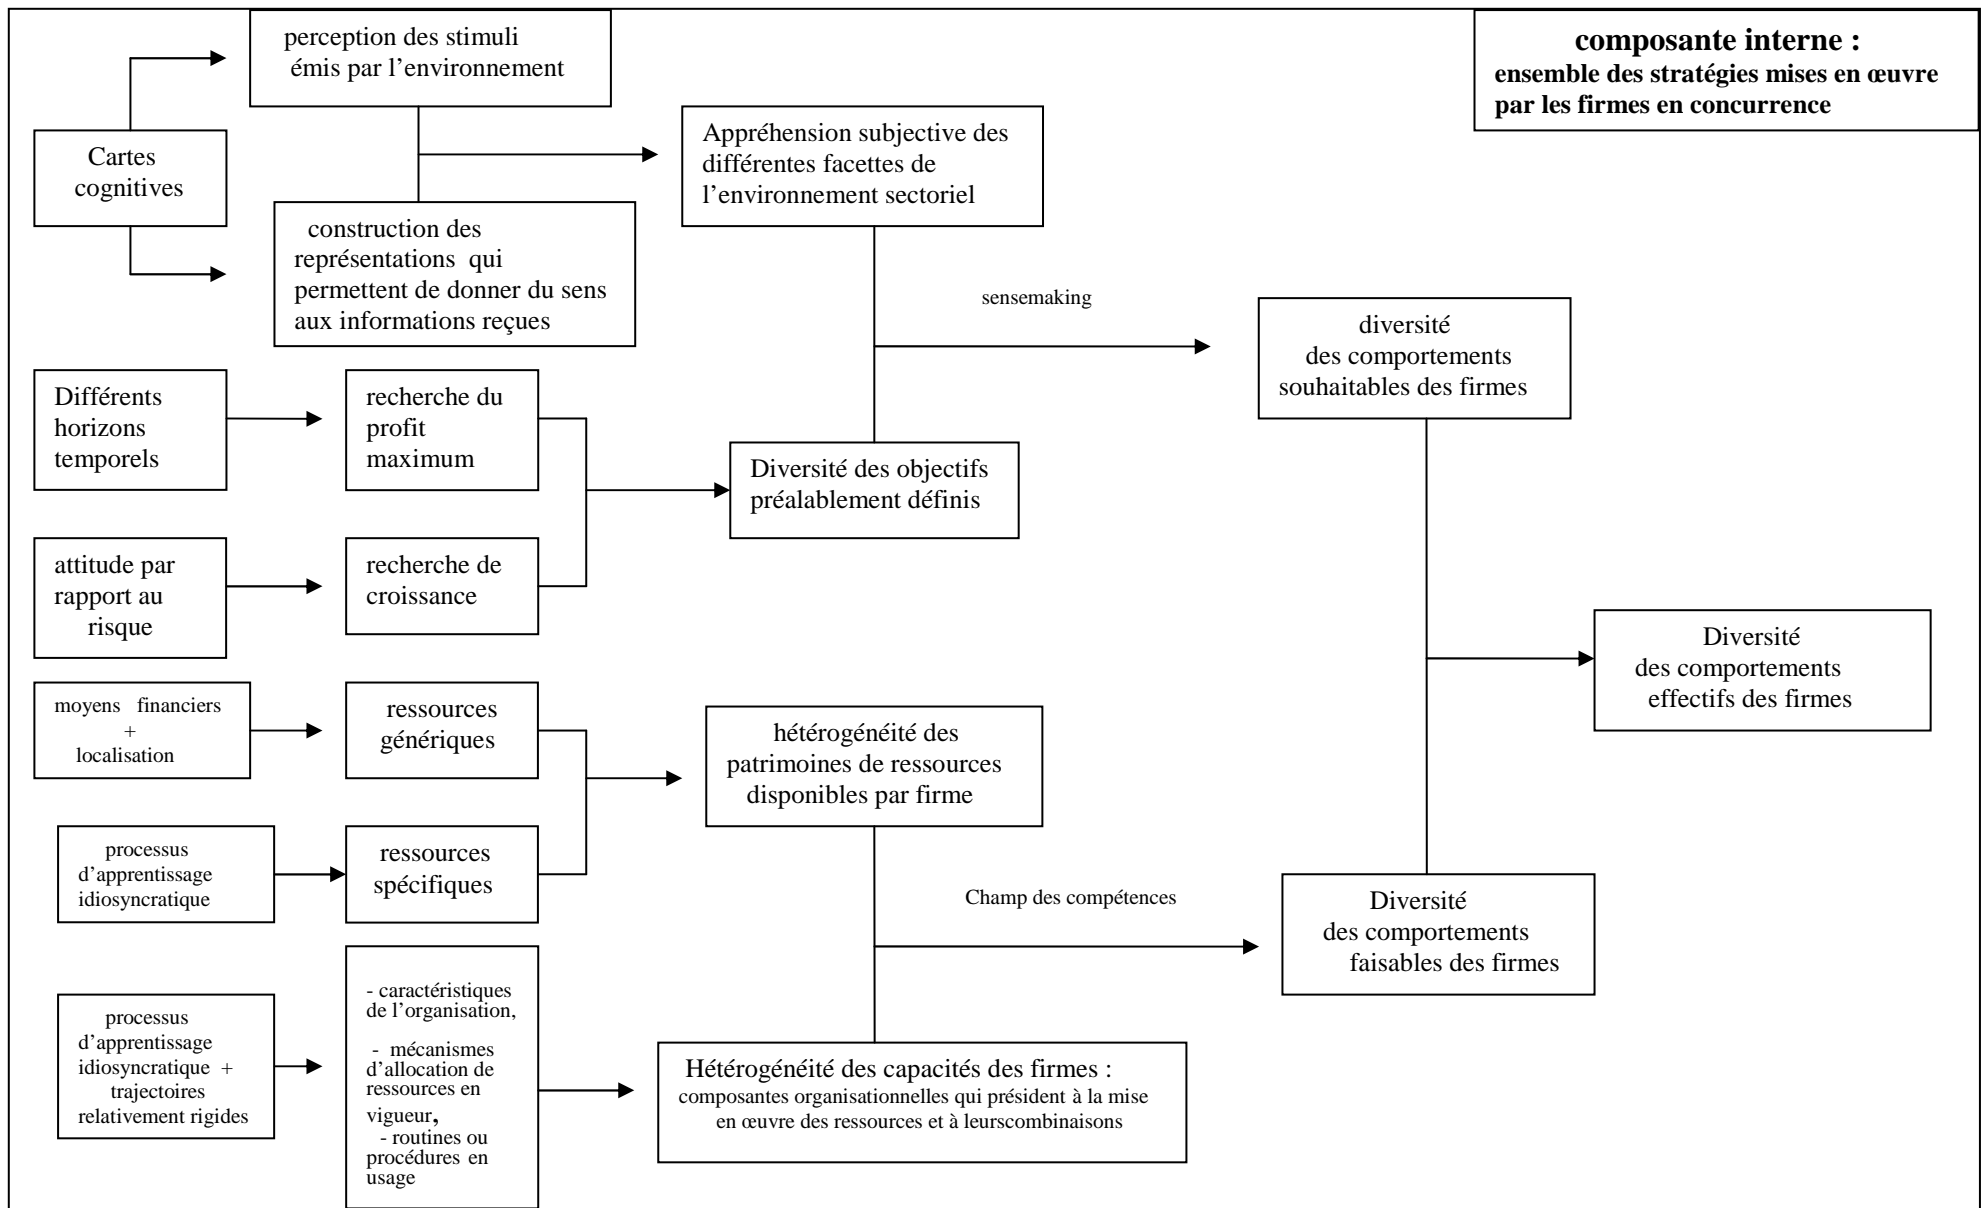 perception des stimuli
émis par l’environnement
composante interne :
ensemble des stratégies mises en œuvre
par les firmes en concurrence
Cartes
cognitives
Appréhension subjective des
différentes facettes de
l’environnement sectoriel
construction des
représentations qui
permettent de donner du sens
aux informations reçues
sensemaking
diversité
des comportements
souhaitables des firmes
Différents
horizons
temporels
recherche du
profit
maximum
Diversité des objectifs
préalablement définis
attitude par
rapport au
risque
recherche de
croissance
Diversité
des comportements
effectifs des firmes
moyens financiers
+
localisation
ressources
génériques
hétérogénéité des
patrimoines de ressources
disponibles par firme
processus
d’apprentissage
idiosyncratique
ressources
spécifiques
Champ des compétences
Diversité
des comportements
faisables des firmes
processus
d’apprentissage
idiosyncratique +
trajectoires
relativement rigides
- caractéristiques
de l’organisation,
- mécanismes
d’allocation de
ressources en
vigueur,
- routines ou
procédures en
usage
Hétérogénéité des capacités des firmes :
composantes organisationnelles qui président à la mise
en œuvre des ressources et à leurscombinaisons